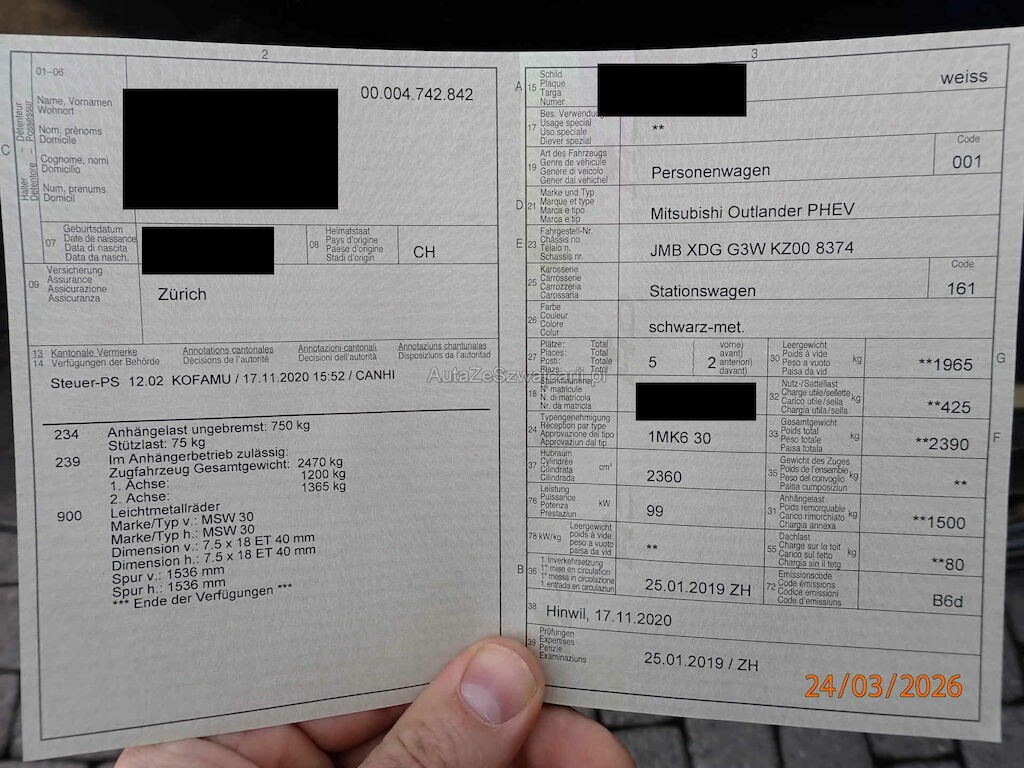 2
01-06
00.004.742.842
C
Halter Détenteur
Detentore Possessur
Name, Vornamen
Wohnort
Nom, prénoms
Domicile
Cognome, nomi
Domicilio
Num, prenums
Domicil
07
Geburtsdatum
Date de naissance
Data di nascita
Data da nasch.
08
Heimatstaat
Pays d'origine
Paese d'origine
Stadi d'origin
CH
09
Versicherung
Assurance
Assicurazione
Assicuranza
Zürich
13
14
Kantonale Vermerke
Verfügungen der Behörde
Annotations cantonales
Décisions de l'autorité
Annotazioni cantonali
Decisioni dell'autorità
Annotaziuns chantunalas
Disposiziuns da l'autoritad
Steuer-PS 12.02 KOFAMU / 17.11.2020 15:52 / CANHI
234 Anhängelast ungebremst: 750 kg
Stützlast: 75 kg
239 Im Anhängerbetrieb zulässig:
Zugfahrzeug Gesamtgewicht: 2470 kg
1. Achse: 1200 kg
2. Achse: 1365 kg
900 Leichtmetallräder
Marke/Typ v.: MSW 30
Marke/Typ h.: MSW 30
Dimension v.: 7.5 x 18 ET 40 mm
Dimension h.: 7.5 x 18 ET 40 mm
Spur v.: 1536 mm
Spur h.: 1536 mm
*** Ende der Verfügungen ***
3
A 15
Schild
Plaque
Targa
Numer
weiss
17
Bes. Verwendung
Usage spécial
Uso speciale
Diever spezial
**
19
Art des Fahrzeugs
Genre de véhicule
Genere di veicolo
Gener dal vehichel
Personenwagen
Code
001
D 21
Marke und Typ
Marque et type
Marca e tipo
Marca e tip
Mitsubishi Outlander PHEV
E 23
Fahrgestell-Nr.
Châssis no
Telaio n.
Schassis nr.
JMB XDG G3W KZ00 8374
25
Karosserie
Carrosserie
Carrozzeria
Carossaria
Stationswagen
Code
161
26
Farbe
Couleur
Colore
Colur
schwarz-met.
27
Plätze: Total
Places: Total
Posti: Totale
Plazs: Total
5
( vorne)
2 avant)
anteriori)
( davant)
30
Leergewicht
Poids à vide
Peso a vuoto
Paisa da vid
kg
**1965
G
18
Stammnummer
N° matricule
N. di matricola
Nr. da matricla
32
Nutz-/Sattellast
Charge utile/sellette
Carico utile/sella
Chargia utila/sella
kg
**425
24
Typengenehmigung
Réception par type
Approvazione del tipo
Approvaziun dal tip
1MK6 30
33
Gesamtgewicht
Poids total
Peso totale
Paisa totala
kg
**2390
F
37
Hubraum
Cylindrée
Cilindrata
Cilindrada
cm³
2360
35
Gewicht des Zuges
Poids de l'ensemble
Peso del convoglio
Paisa cumposiziun
kg
**
76
Leistung
Puissance
Potenza
Prestaziun
kW
99
31
Anhängelast
Poids remorquable
Carico rimorchiato
Chargia annexa
kg
**1500
78 kW/kg
Leergewicht
poids à vide
peso a vuoto
paisa da vid
**
55
Dachlast
Charge sur le toit
Carico sul tetto
Chargia sin il tetg
kg
**80
B 36
1. Inverkehrsetzung
1re mise en circulation
1a messa in circolazione
1. entrada en circulaziun
25.01.2019 ZH
72
Emissionscode
Code émissions
Codice emissioni
Code d'emissiuns
B6d
38
Hinwil, 17.11.2020
39
Prüfungen
Expertises
Perizie
Examinaziuns
25.01.2019 / ZH
AutaZeSzwajcarii.pl
24/03/2026